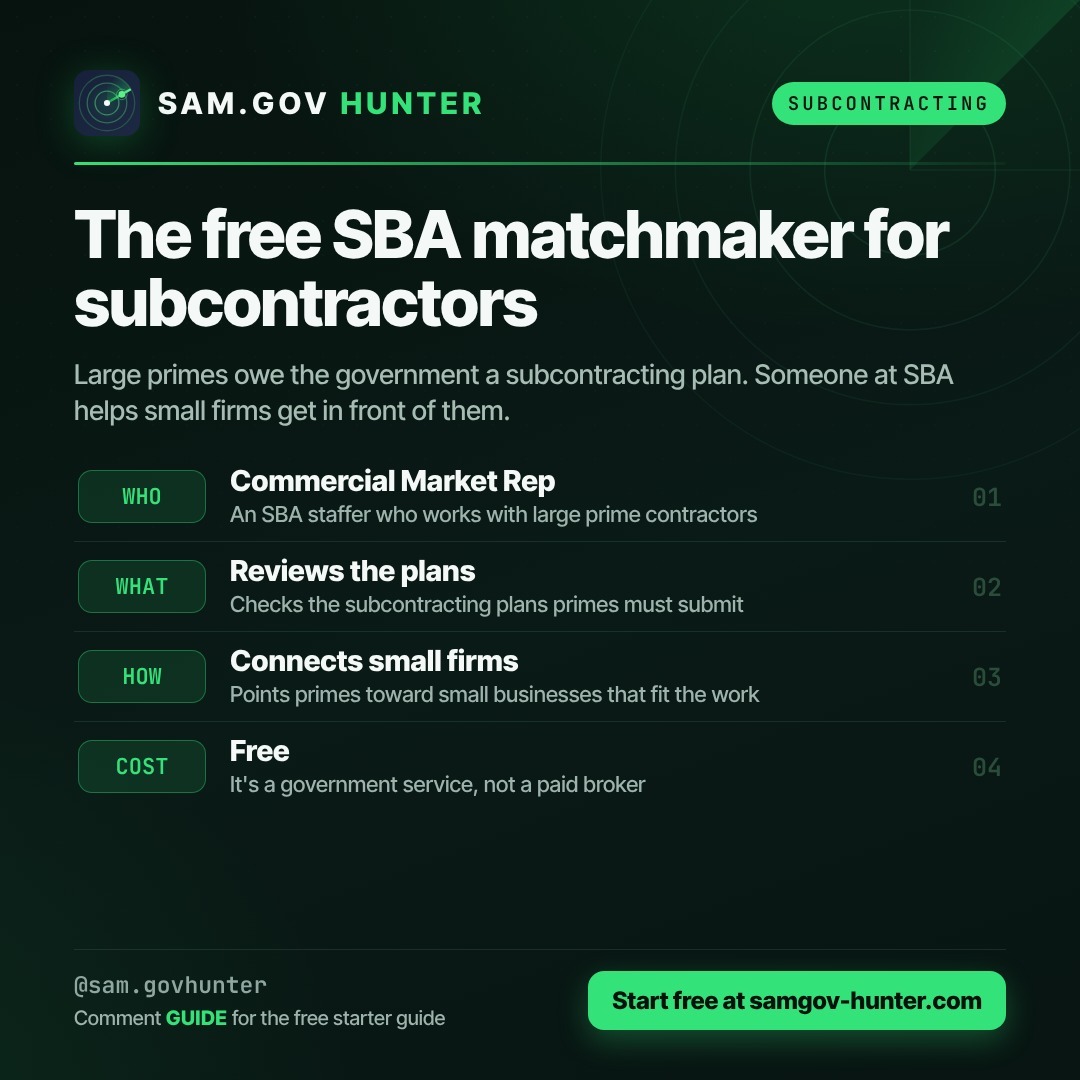 SAM.GOV HUNTER
SUBCONTRACTING
The free SBA matchmaker for
subcontractors
Large primes owe the government a subcontracting plan. Someone at SBA
helps small firms get in front of them.
WHO
Commercial Market Rep
An SBA staffer who works with large prime contractors
01
WHAT
Reviews the plans
Checks the subcontracting plans primes must submit
02
HOW
Connects small firms
Points primes toward small businesses that fit the work
03
COST
Free
It's a government service, not a paid broker
04
@sam.govhunter
Comment GUIDE for the free starter guide
Start free at samgov-hunter.com